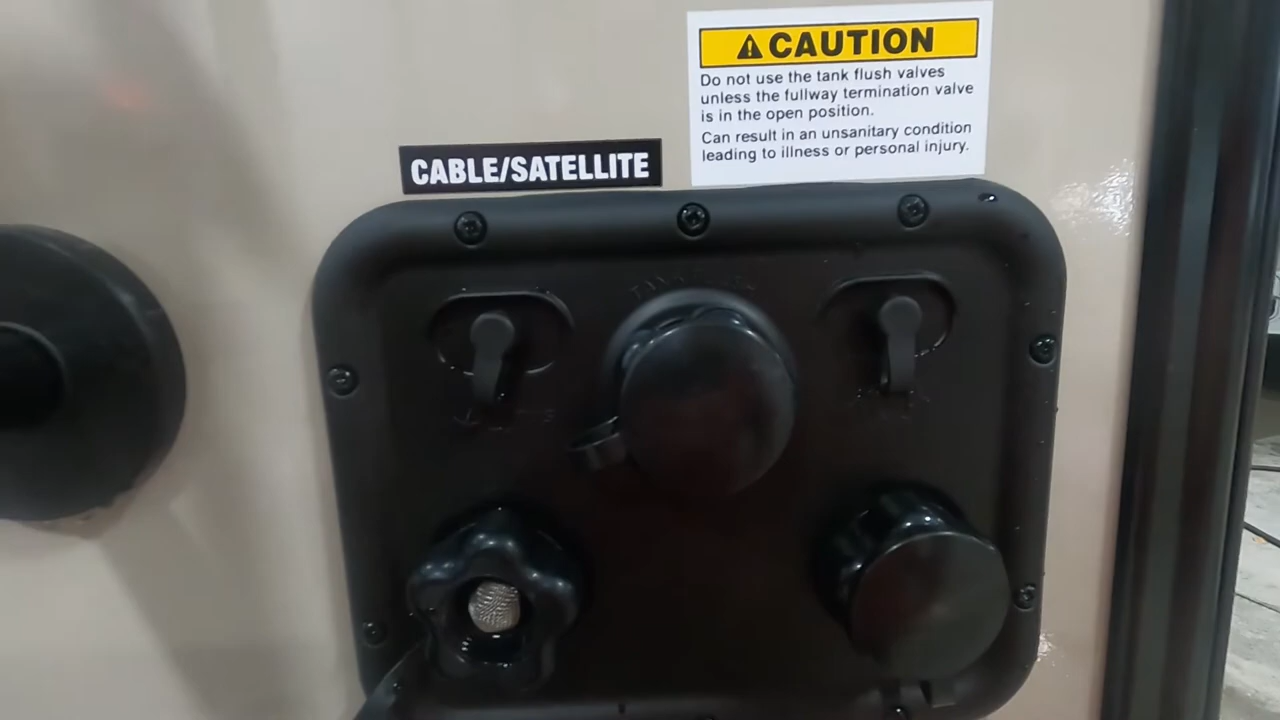 CAUTION
Do not use the tank flush valves
unless the fullway termination valve
is in the open position.
Can result in an unsanitary condition
leading to illness or personal injury.
CABLE/SATELLITE